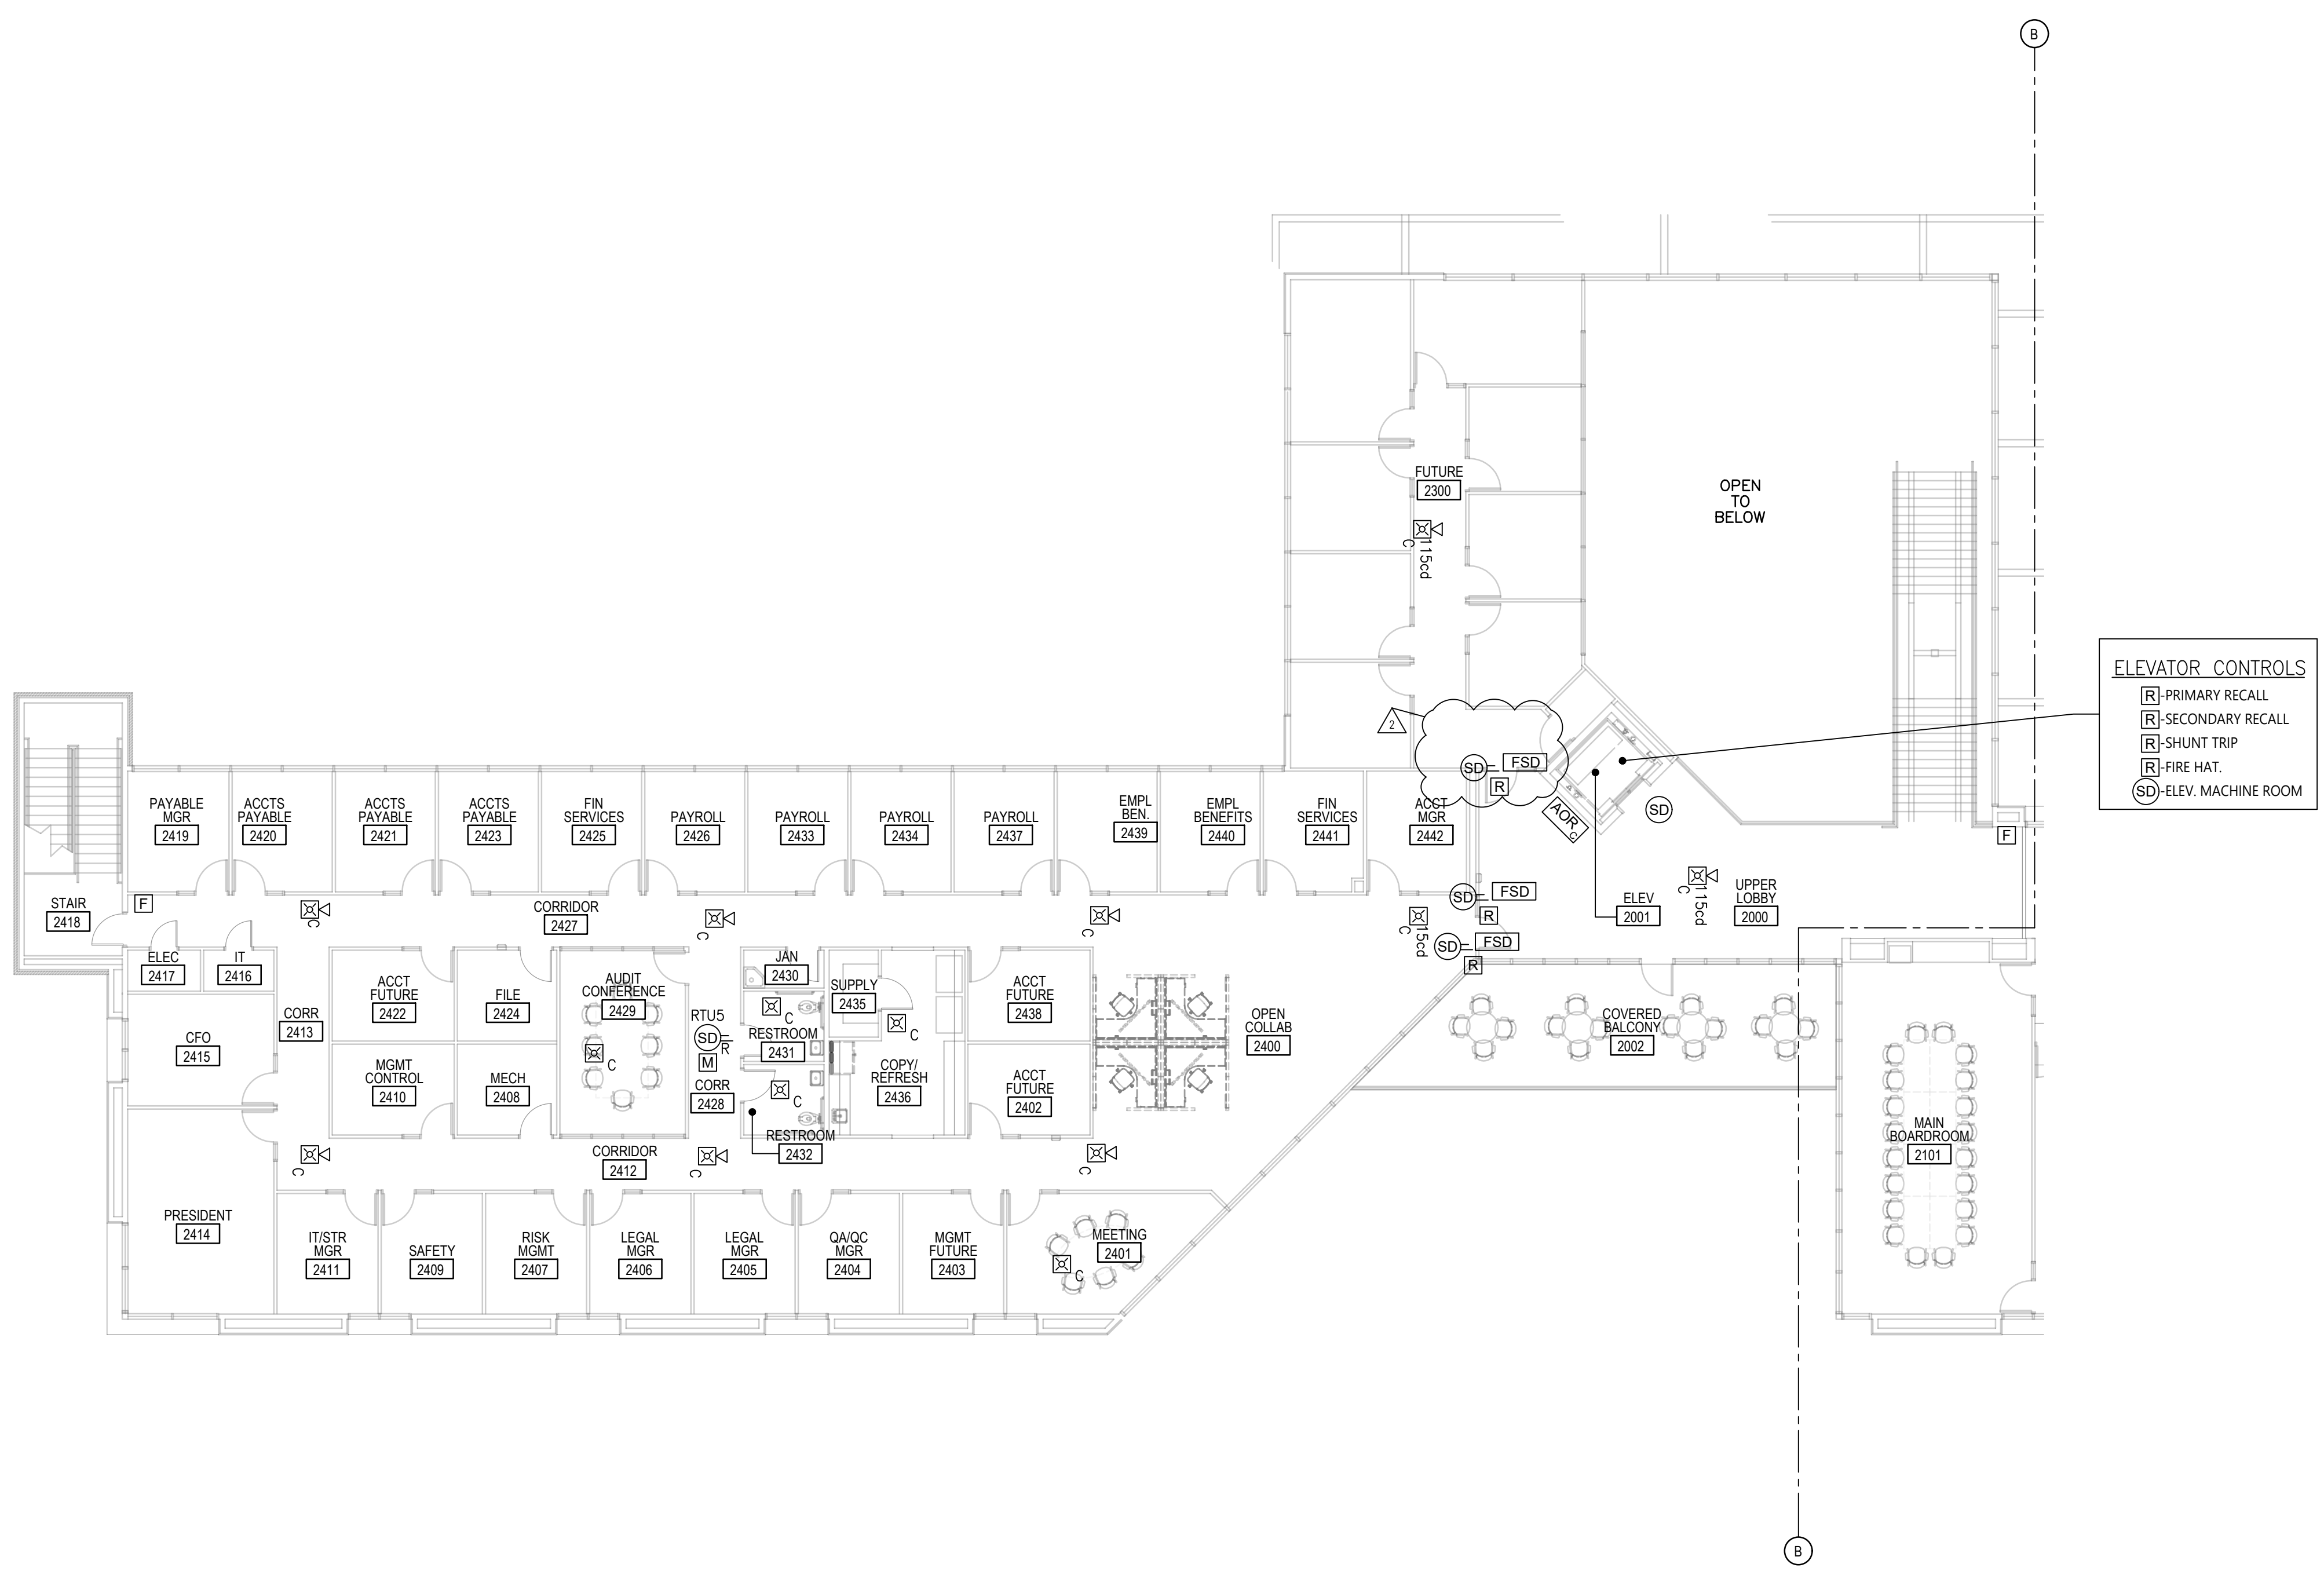 B
FUTURE
2300
C
115cd
OPEN
TO
BELOW
ELEVATOR CONTROLS
R-PRIMARY RECALL
R-SECONDARY RECALL
R-SHUNT TRIP
R-FIRE HAT.
SD-ELEV. MACHINE ROOM
2
SD
FSD
R
AOR
C
SD
F
PAYABLE
MGR
2419
ACCTS
PAYABLE
2420
ACCTS
PAYABLE
2421
ACCTS
PAYABLE
2423
FIN
SERVICES
2425
PAYROLL
2426
PAYROLL
2433
PAYROLL
2434
PAYROLL
2437
EMPL
BEN.
2439
EMPL
BENEFITS
2440
FIN
SERVICES
2441
ACCT
MGR
2442
STAIR
2418
F
C
CORRIDOR
2427
C
C
C
15cd
SD
FSD
R
SD
FSD
R
ELEV
2001
C
115cd
UPPER
LOBBY
2000
ELEC
2417
IT
2416
CORR
2413
ACCT
FUTURE
2422
FILE
2424
AUDIT
CONFERENCE
2429
C
RTU5
SD
R
M
JAN
2430
C
RESTROOM
2431
SUPPLY
2435
C
ACCT
FUTURE
2438
OPEN
COLLAB
2400
COVERED
BALCONY
2002
CFO
2415
MGMT
CONTROL
2410
MECH
2408
CORR
2428
C
COPY/
REFRESH
2436
ACCT
FUTURE
2402
MAIN
BOARDROOM
2101
C
CORRIDOR
2412
C
RESTROOM
2432
C
PRESIDENT
2414
IT/STR
MGR
2411
SAFETY
2409
RISK
MGMT
2407
LEGAL
MGR
2406
LEGAL
MGR
2405
QA/QC
MGR
2404
MGMT
FUTURE
2403
MEETING
2401
C
B